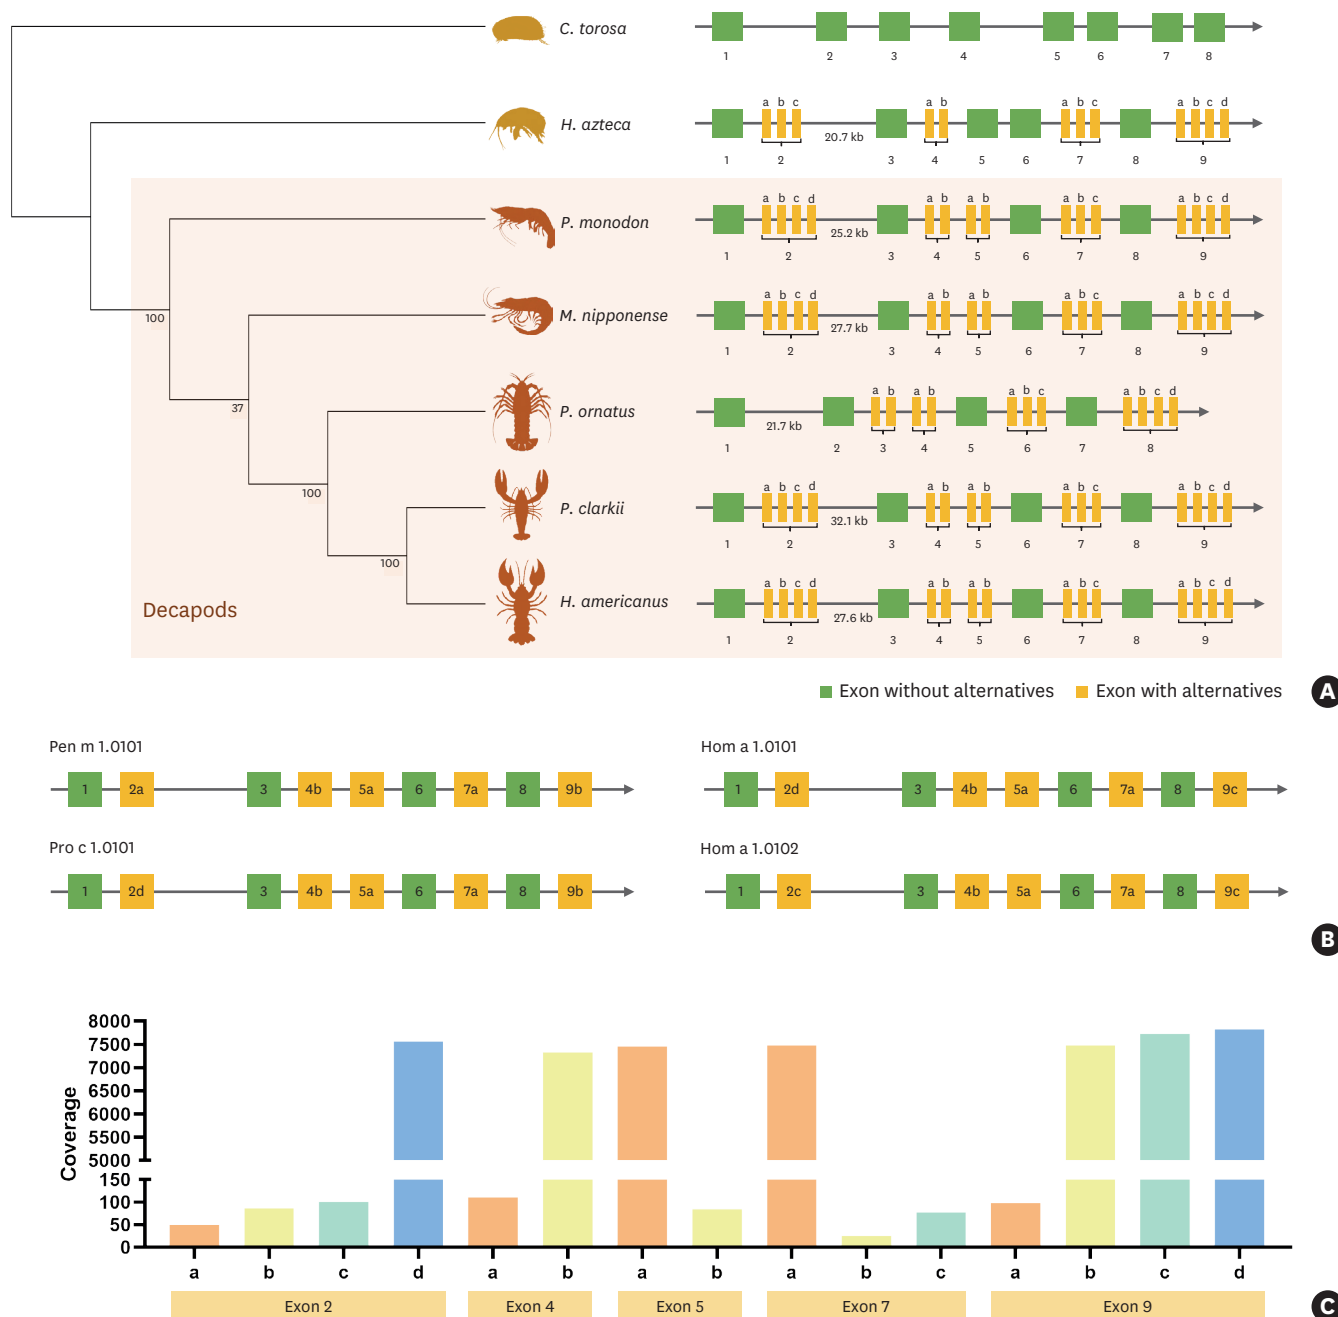 C. torosa
1 2 3 4 5 6 7 8
H. azteca
a b c a b a b c a b c d
20.7 kb
1 2 3 4 5 6 7 8 9
P. monodon
a b c d a b a b a b c a b c d
25.2 kb
1 2 3 4 5 6 7 8 9
M. nipponense
a b c d a b a b a b c a b c d
27.7 kb
1 2 3 4 5 6 7 8 9
P. ornatus
a b a b a b c a b c d
21.7 kb
1 2 3 4 5 6 7 8
P. clarkii
a b c d a b a b a b c a b c d
32.1 kb
1 2 3 4 5 6 7 8 9
H. americanus
a b c d a b a b a b c a b c d
27.6 kb
1 2 3 4 5 6 7 8 9
100
37
100
100
Decapods
Exon without alternatives Exon with alternatives
A
Pen m 1.0101
1 2a 3 4b 5a 6 7a 8 9b
Hom a 1.0101
1 2d 3 4b 5a 6 7a 8 9c
Pro c 1.0101
1 2d 3 4b 5a 6 7a 8 9b
Hom a 1.0102
1 2c 3 4b 5a 6 7a 8 9c
B
Coverage
8000
7500
7000
6500
6000
5500
5000
150
100
50
0
a b c d a b a b a b c a b c d
Exon 2 Exon 4 Exon 5 Exon 7 Exon 9
C